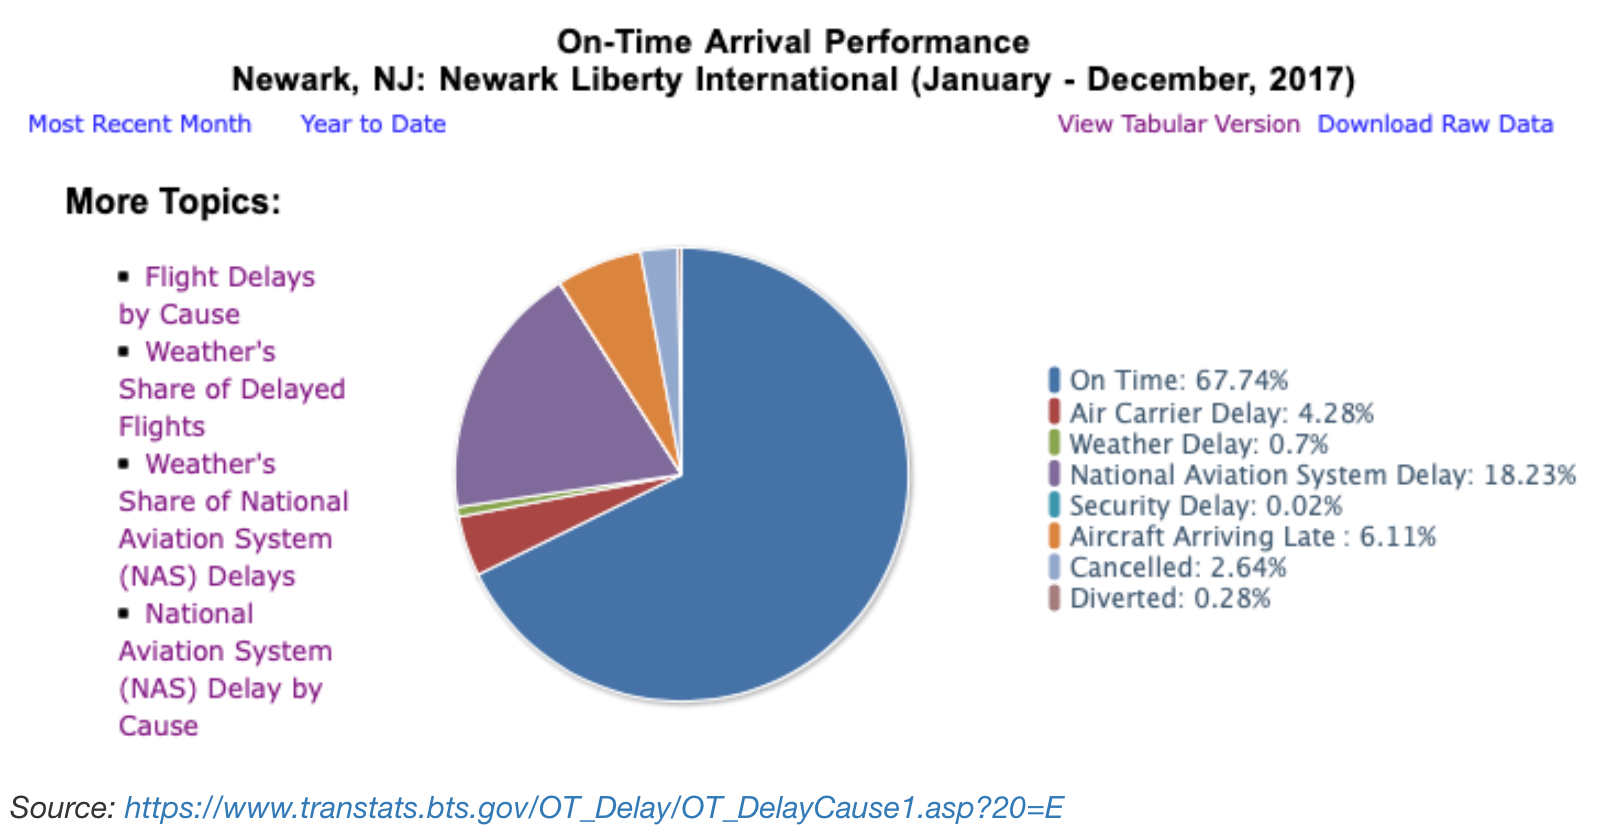 On-Time Arrival Performance
Newark, NJ: Newark Liberty International (January - December, 2017)
Most Recent Month Year to Date View Tabular Version Download Raw Data
More Topics:
▪ Flight Delays
by Cause
▪ Weather's
Share of Delayed
Flights
▪ Weather's
Share of National
Aviation System
(NAS) Delays
▪ National
Aviation System
(NAS) Delay by
Cause
On Time: 67.74%
Air Carrier Delay: 4.28%
Weather Delay: 0.7%
National Aviation System Delay: 18.23%
Security Delay: 0.02%
Aircraft Arriving Late : 6.11%
Cancelled: 2.64%
Diverted: 0.28%
Source: https://www.transtats.bts.gov/OT_Delay/OT_DelayCause1.asp?20=E